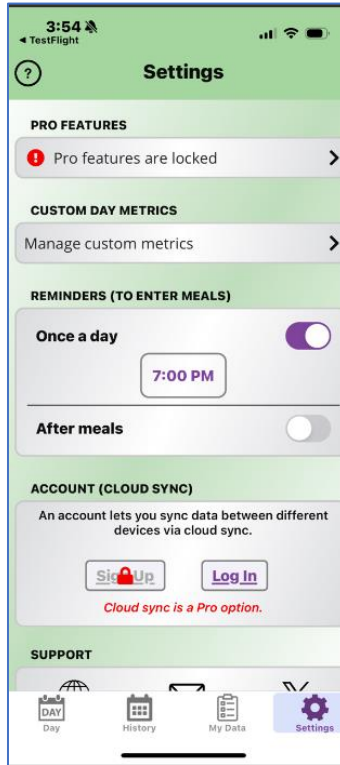 3:54
◀ TestFlight
?
Settings
PRO FEATURES
Pro features are locked
CUSTOM DAY METRICS
Manage custom metrics
REMINDERS (TO ENTER MEALS)
Once a day
7:00 PM
After meals
ACCOUNT (CLOUD SYNC)
An account lets you sync data between different
devices via cloud sync.
Sign Up
Log In
Cloud sync is a Pro option.
SUPPORT
DAY
Day
History
My Data
Settings